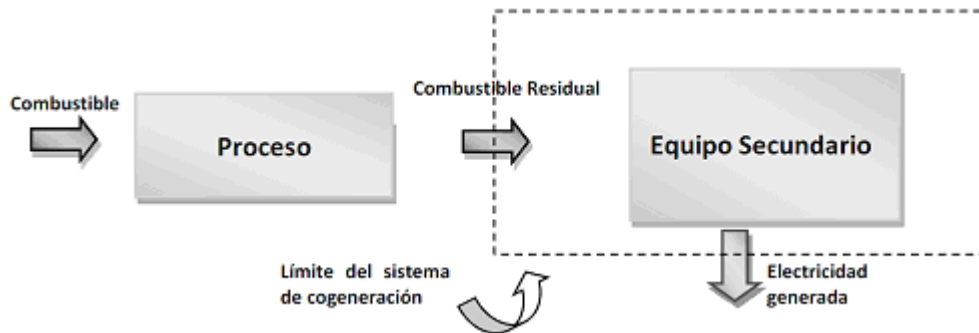 Combustible
Proceso
Combustible Residual
Equipo Secundario
Límite del sistema
de cogeneración
Electricidad
generada